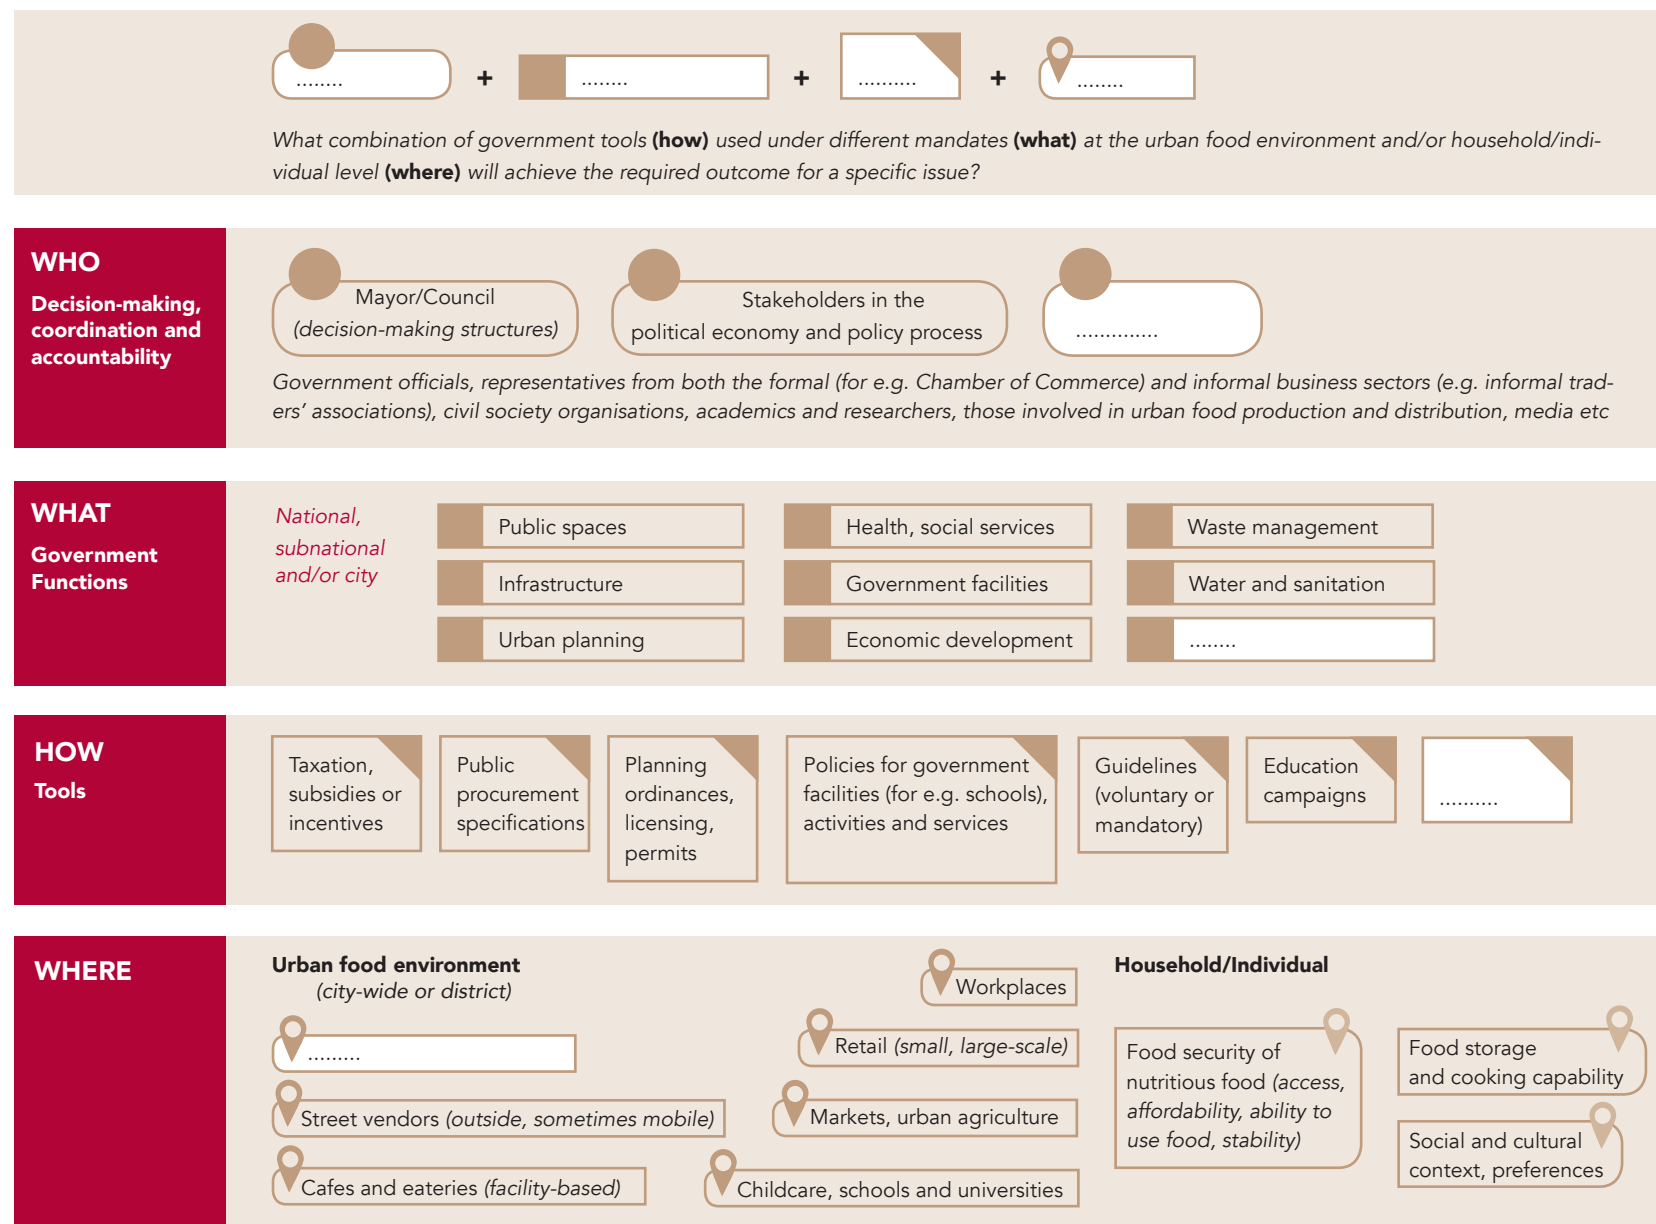 ........ + ........ + .......... + ........
What combination of government tools (how) used under different mandates (what) at the urban food environment and/or household/indi-
vidual level (where) will achieve the required outcome for a specific issue?
WHO
Decision-making,
coordination and
accountability
Mayor/Council
(decision-making structures)
Stakeholders in the
political economy and policy process
..............
Government officials, representatives from both the formal (for e.g. Chamber of Commerce) and informal business sectors (e.g. informal trad-
ers' associations), civil society organisations, academics and researchers, those involved in urban food production and distribution, media etc
WHAT
Government
Functions
National,
subnational
and/or city
Public spaces
Infrastructure
Urban planning
Health, social services
Government facilities
Economic development
Waste management
Water and sanitation
........
HOW
Tools
Taxation,
subsidies or
incentives
Public
procurement
specifications
Planning
ordinances,
licensing,
permits
Policies for government
facilities (for e.g. schools),
activities and services
Guidelines
(voluntary or
mandatory)
Education
campaigns
..........
WHERE
Urban food environment
(city-wide or district)
.........
Street vendors (outside, sometimes mobile)
Cafes and eateries (facility-based)
Workplaces
Retail (small, large-scale)
Markets, urban agriculture
Childcare, schools and universities
Household/Individual
Food security of
nutritious food (access,
affordability, ability to
use food, stability)
Food storage
and cooking capability
Social and cultural
context, preferences